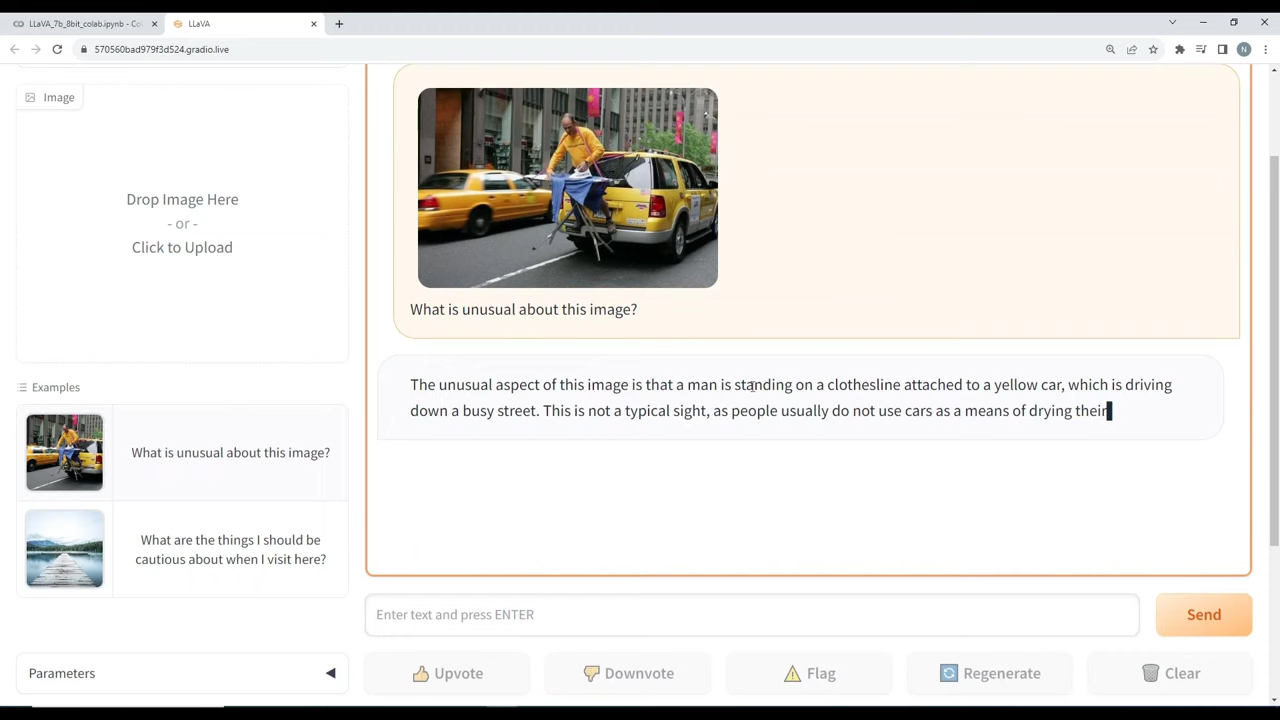 LLaVA_7b_8bit_colab.ipynb - Co
LLaVA
570560bad979f3d524.gradio.live
N
Image
Drop Image Here
- or -
Click to Upload
What is unusual about this image?
The unusual aspect of this image is that a man is standing on a clothesline attached to a yellow car, which is driving
down a busy street. This is not a typical sight, as people usually do not use cars as a means of drying their
Examples
What is unusual about this image?
What are the things I should be
cautious about when I visit here?
Enter text and press ENTER
Send
Parameters
Upvote
Downvote
Flag
Regenerate
Clear